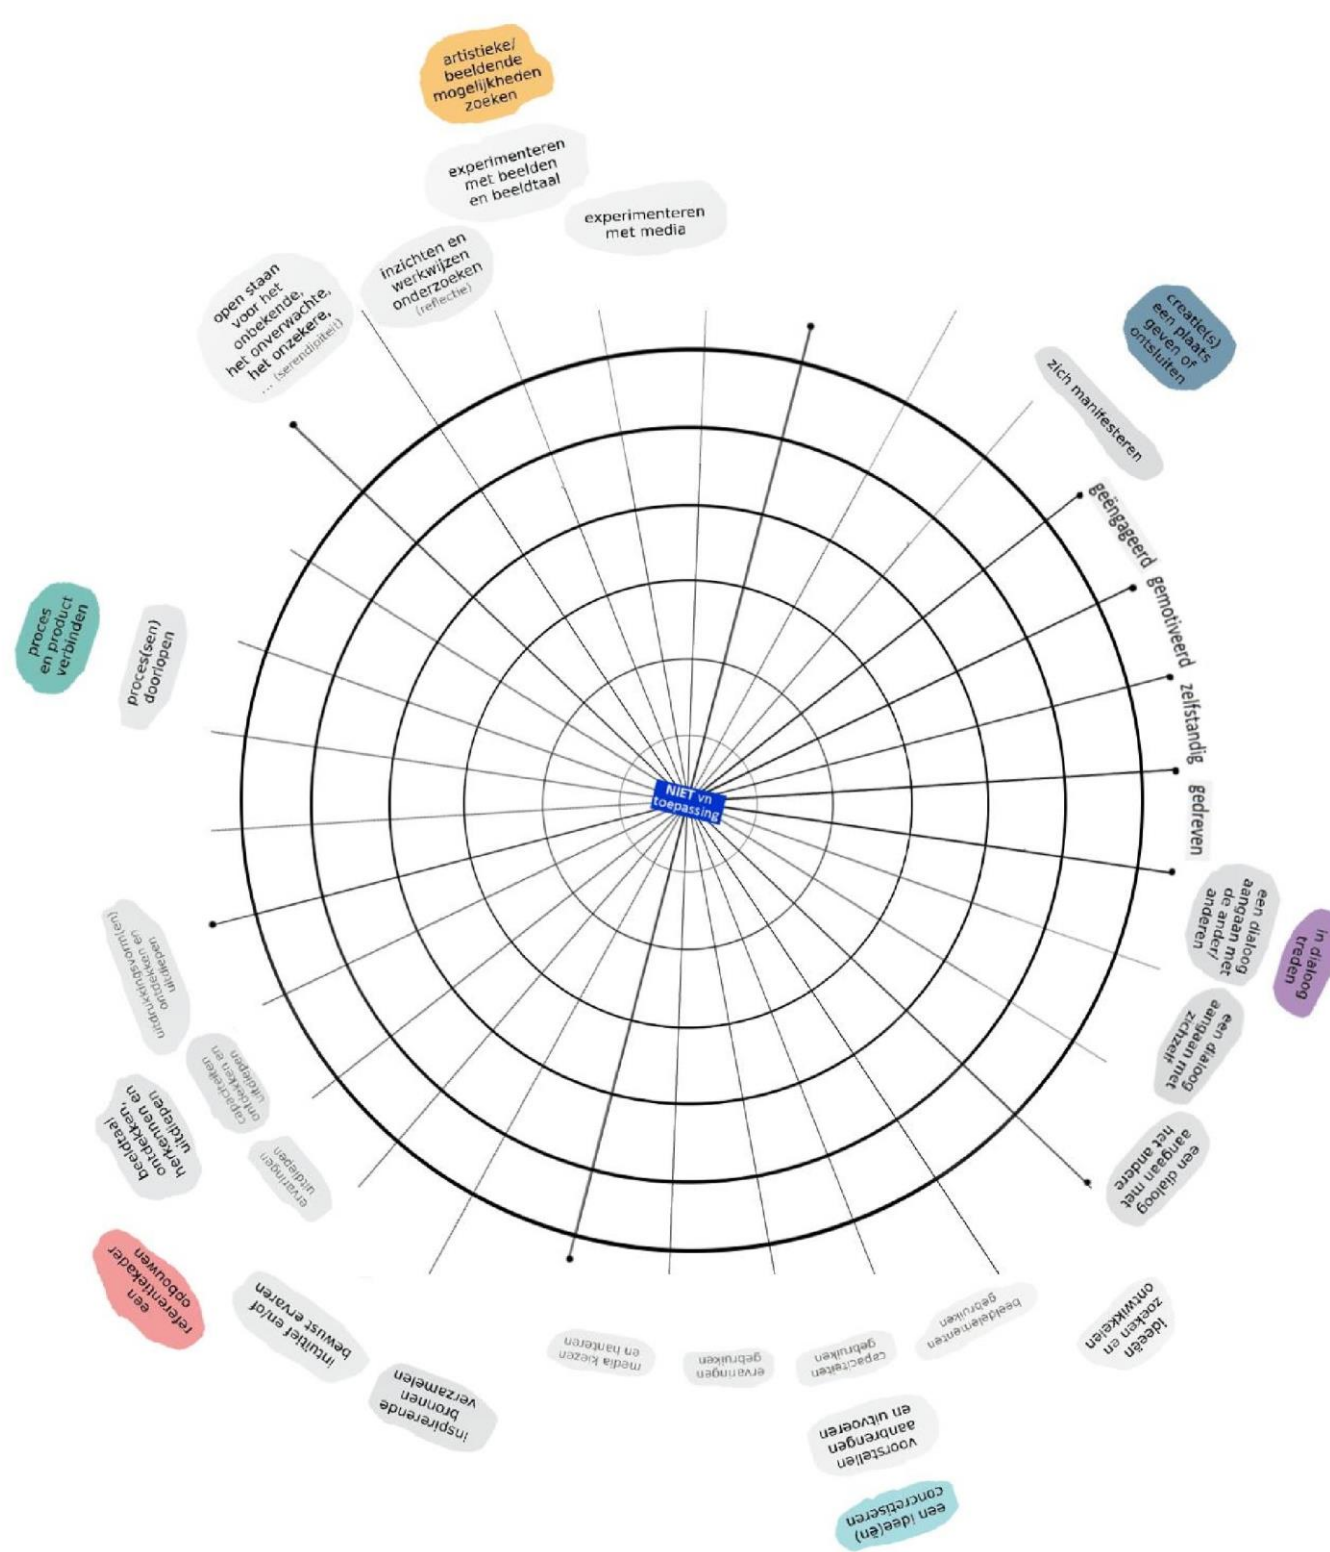 artistieke/
beeldende
mogelijkheden
zoeken
experimenteren
met beelden
en beeldtaal
experimenteren
met media
inzichten en
werkwijzen
onderzoeken
(reflectie)
open staan
voor het
onbekende,
het onverwachte,
het onzekere,
... (serendipiteit)
creatie(s)
een plaats
geven of
ontsluiten
zich manifesteren
geëngageerd
gemotiveerd
zelfstandig
gedreven
een dialoog
aangaan met
de ander/
anderen
in dialoog
treden
een dialoog
aangaan met
zichzelf
een dialoog
aangaan met
het andere
ideeën
zoeken en
ontwikkelen
beeldelementen
gebruiken
capaciteiten
gebruiken
ervaringen
gebruiken
media kiezen
en hanteren
voorstellen
aanbrengen
en uitvoeren
een idee(ën)
concretiseren
inspirerende
bronnen
verzamelen
intuïtief en/of
bewust ervaren
een
referentiekader
opbouwen
ervaringen
uitdiepen
beeldtaal
ontdekken,
herkennen en
uitdiepen
capaciteiten
ontdekken en
uitdiepen
uitdrukkingsvorm(en)
ontdekken en
uitdiepen
proces(sen)
doorlopen
proces
en product
verbinden
NIET vn
toepassing